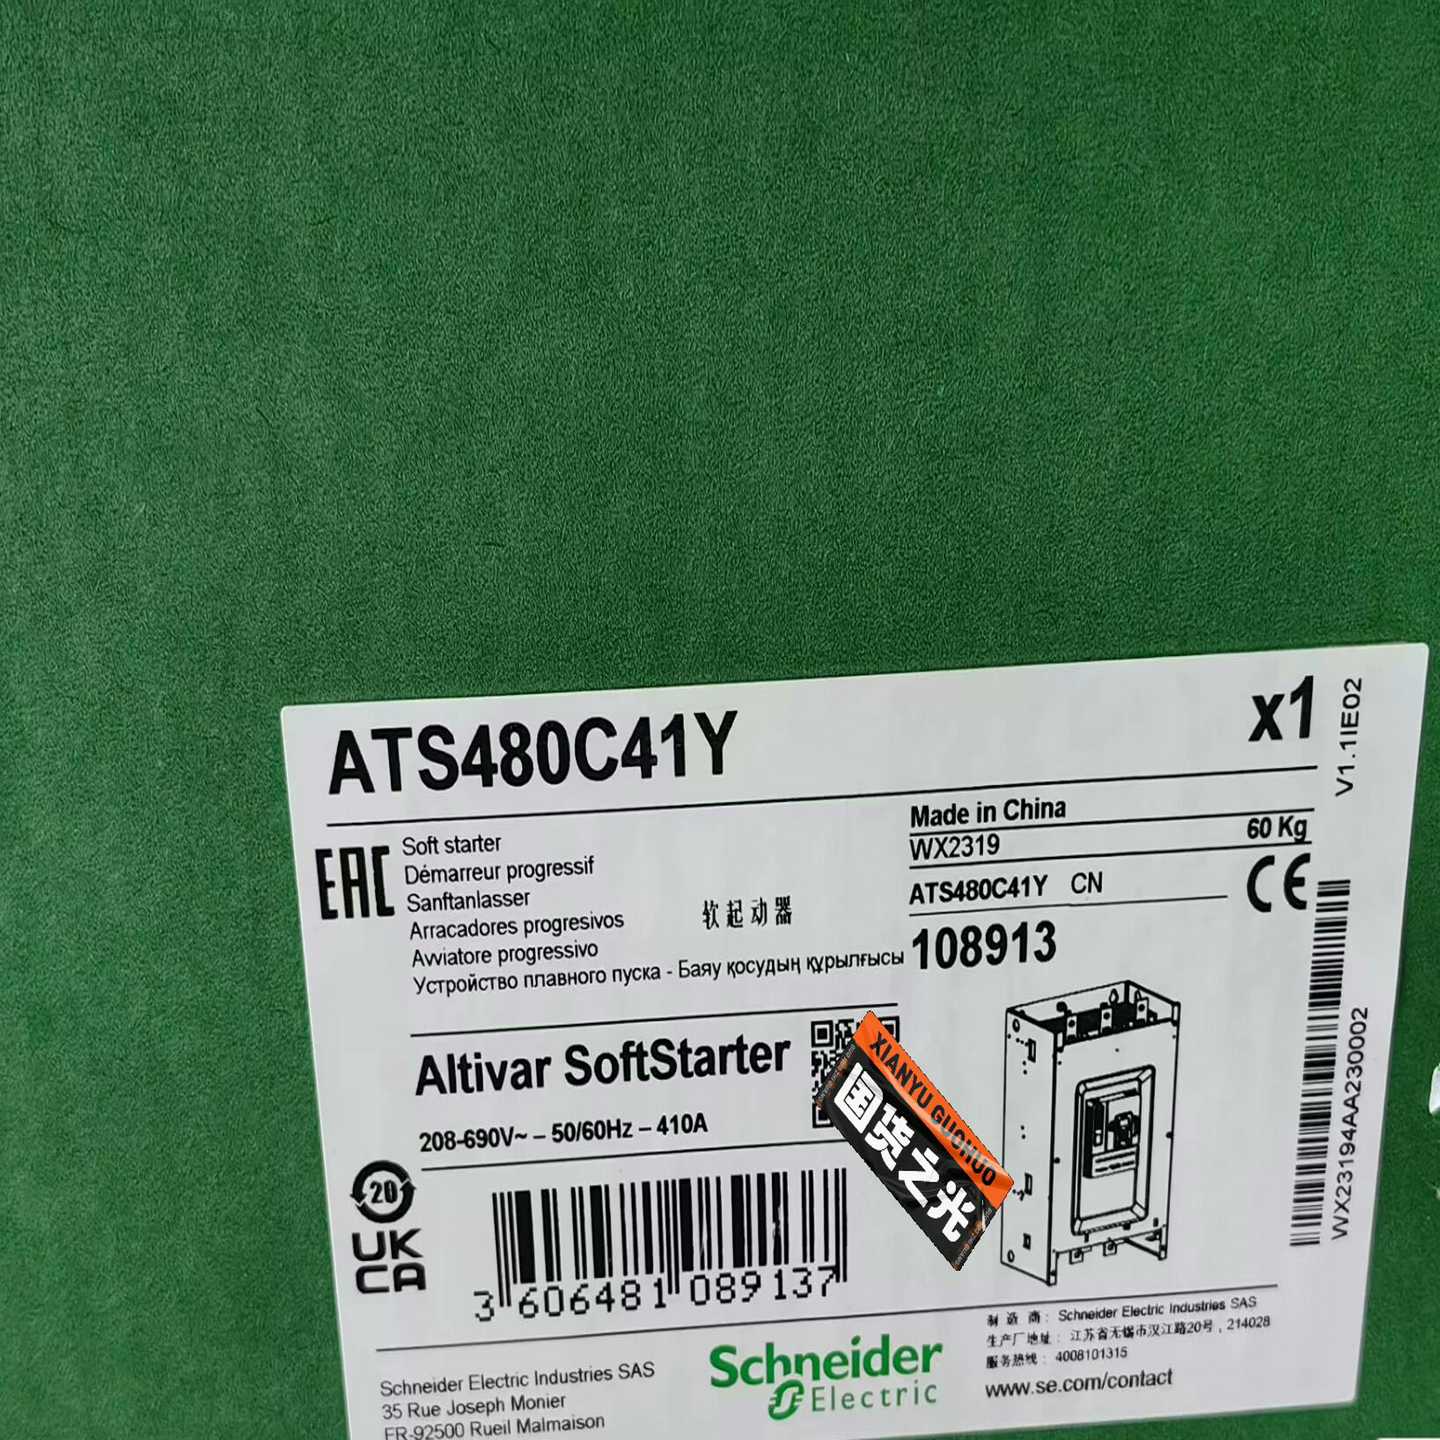 ATS480C41Y
x1
V1.1IE02
EAC
Soft starter
Démarreur progressif
Sanftanlasser
Arracadores progresivos
Avviatore progressivo
Устройство плавного пуска - Баяу қосудың құрылғысы
软起动器
Made in China
WX2319
60 Kg
ATS480C41Y CN
CE
108913
Altivar SoftStarter
208-690V~ – 50/60Hz – 410A
XIANYU GUOHUO
国货之光
20
UK
CA
3 606481 089137
WX23194AA230002
Schneider Electric Industries SAS
35 Rue Joseph Monier
FR-92500 Rueil Malmaison
Schneider
Electric
制 造 商： Schneider Electric Industries SAS
生产厂地址： 江苏省无锡市汉江路20号，214028
服务热线： 4008101315
www.se.com/contact